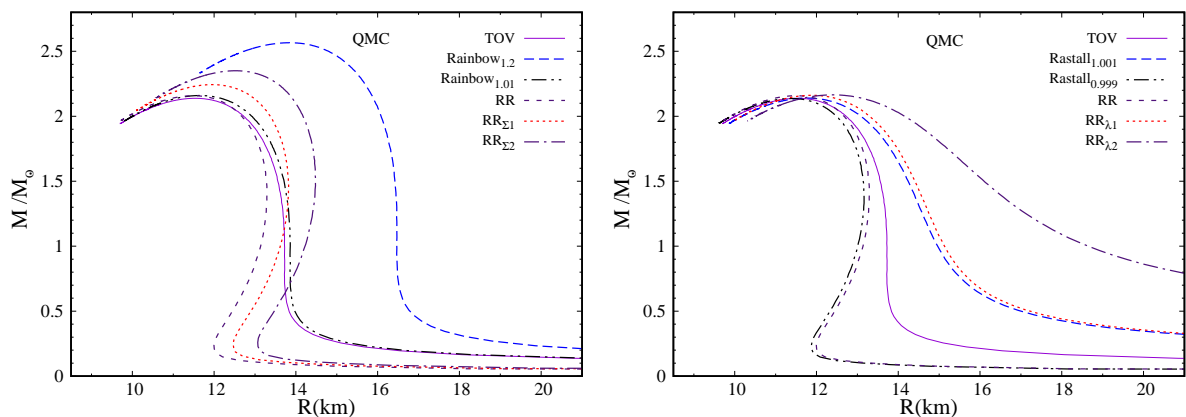 QMC
TOV
Rainbow1.2
Rainbow1.01
RR
RRΣ1
RRΣ2
2.5
2
1.5
1
0.5
0
M /M⊙
10
12
14
16
18
20
R(km)
QMC
TOV
Rastall1.001
Rastall0.999
RR
RRλ1
RRλ2
2.5
2
1.5
1
0.5
0
M /M⊙
10
12
14
16
18
20
R(km)